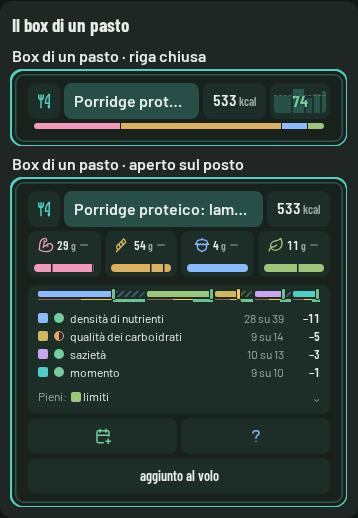 Il box di un pasto
Box di un pasto · riga chiusa
Porridge prot... 533 kcal 74
Box di un pasto · aperto sul posto
Porridge proteico: lam... 533 kcal
29 g — 54 g — 4 g — 11 g —
densità di nutrienti 28 su 39 −11
qualità dei carboidrati 9 su 14 −5
sazietà 10 su 13 −3
momento 9 su 10 −1
Pieni: limiti
?
aggiunto al volo